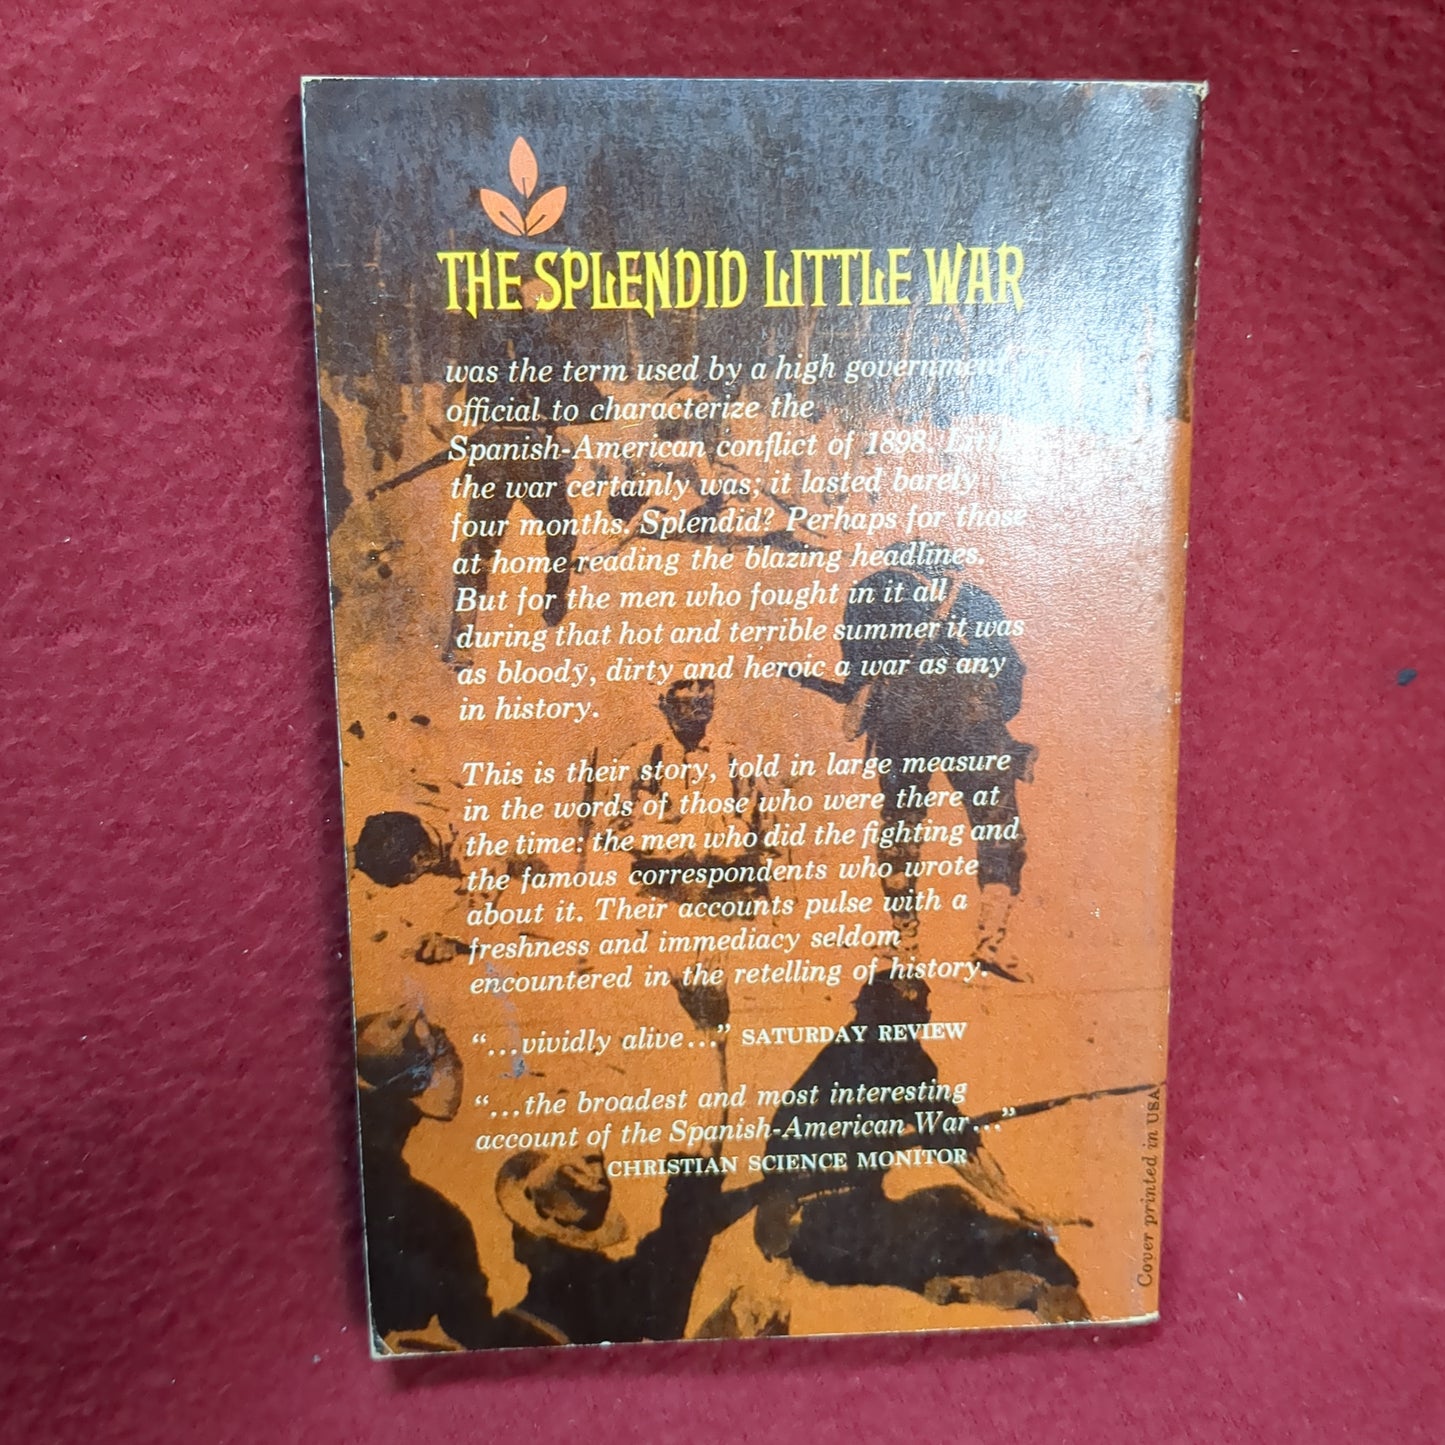 THE SPLENDID LITTLE WAR
was the term used by a high government
official to characterize the
Spanish-American conflict of 1898. Little
the war certainly was; it lasted barely
four months. Splendid? Perhaps for those
at home reading the blazing headlines.
But for the men who fought in it all
during that hot and terrible summer it was
as bloody, dirty and heroic a war as any
in history.
This is their story, told in large measure
in the words of those who were there at
the time: the men who did the fighting and
the famous correspondents who wrote
about it. Their accounts pulse with a
freshness and immediacy seldom
encountered in the retelling of history.
“...vividly alive...” SATURDAY REVIEW
“...the broadest and most interesting
account of the Spanish-American War...”
CHRISTIAN SCIENCE MONITOR
Cover printed in USA